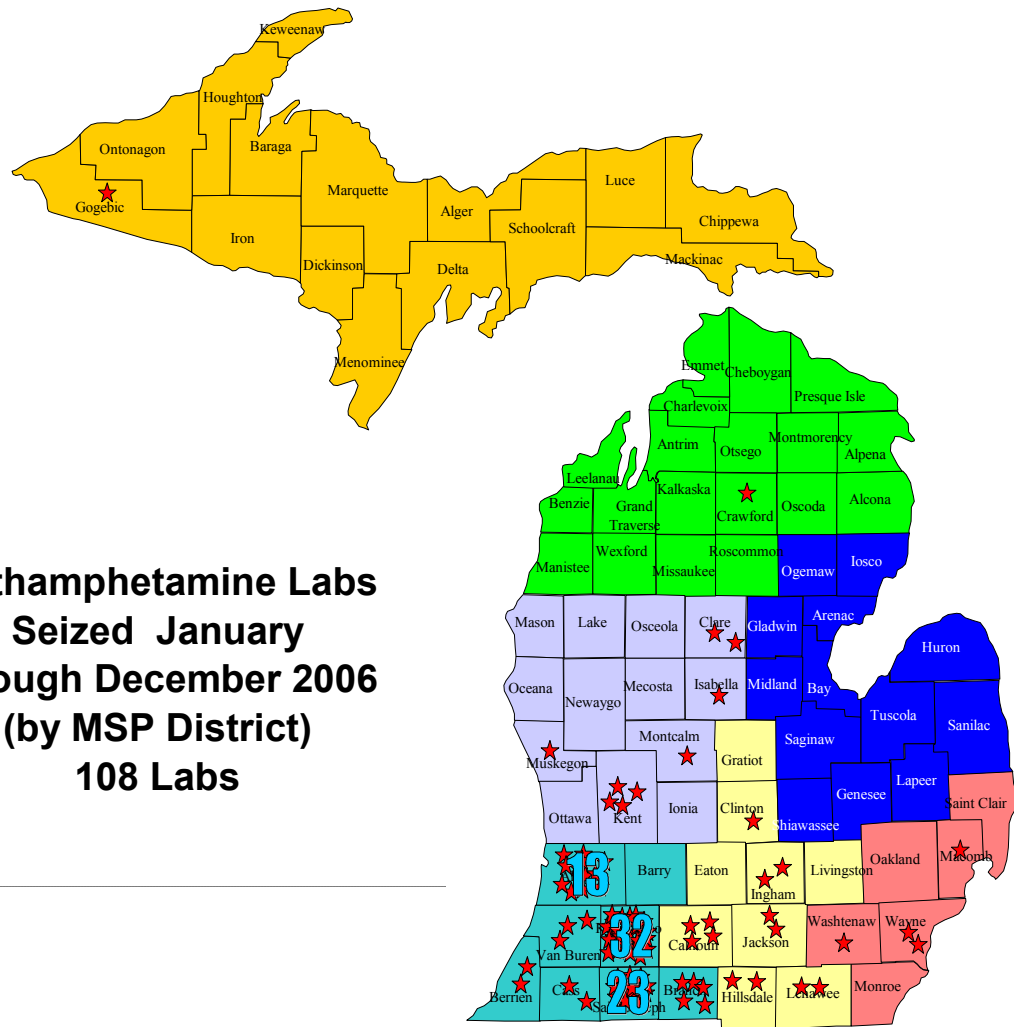 Keweenaw
Houghton
Ontonagon
Baraga
Marquette
Luce
Gogebic
Alger
Chippewa
Schoolcraft
Iron
Mackinac
Dickinson
Delta
Menominee
Emmet
Cheboygan
Presque Isle
Charlevoix
Antrim
Otsego
Montmorency
Alpena
Leelanau
Kalkaska
Benzie
Grand
Traverse
Crawford
Oscoda
Alcona
Manistee
Wexford
Missaukee
Roscommon
Ogemaw
Iosco
thamphetamine Labs
Seized January
ough December 2006
(by MSP District)
108 Labs
Mason
Lake
Osceola
Clare
Gladwin
Arenac
Huron
Oceana
Newaygo
Mecosta
Isabella
Midland
Bay
Tuscola
Sanilac
Muskegon
Montcalm
Gratiot
Saginaw
Lapeer
Genesee
Saint Clair
Ottawa
Kent
Ionia
Clinton
Shiawassee
Oakland
Macomb
13
Barry
Eaton
Ingham
Livingston
Van Buren
32
Calhoun
Jackson
Washtenaw
Wayne
Berrien
Cass
23
Branch
Hillsdale
Lenawee
Monroe